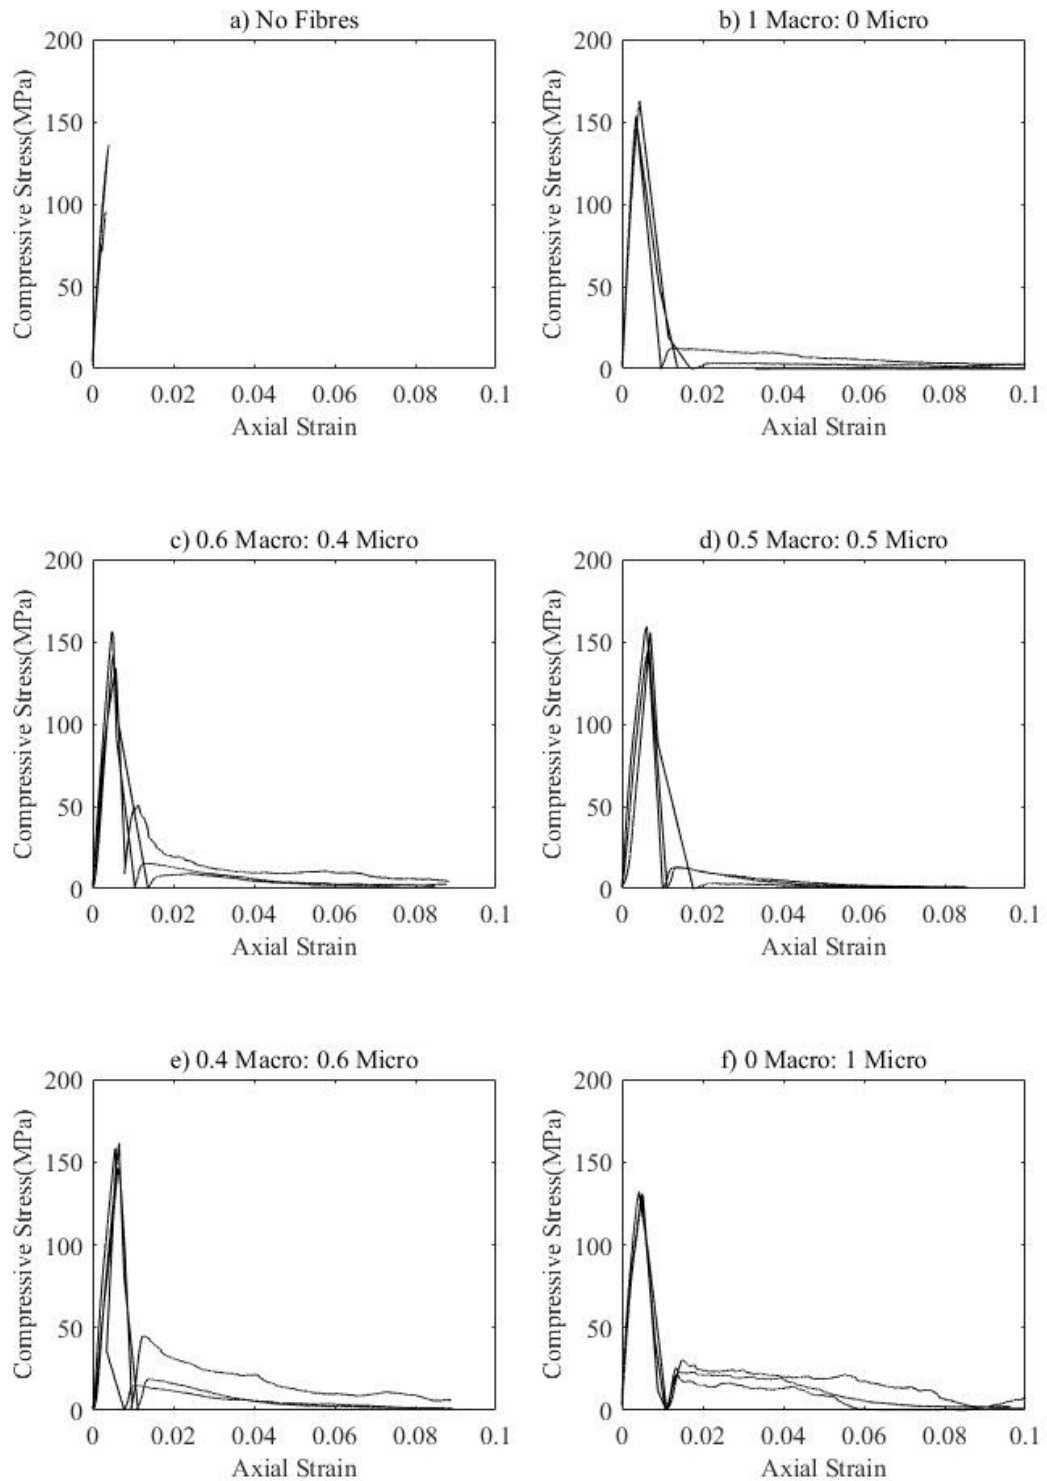 a) No Fibres
200
150
100
50
0
Compressive Stress(MPa)
0 0.02 0.04 0.06 0.08 0.1
Axial Strain
b) 1 Macro: 0 Micro
200
150
100
50
0
Compressive Stress(MPa)
0 0.02 0.04 0.06 0.08 0.1
Axial Strain
c) 0.6 Macro: 0.4 Micro
200
150
100
50
0
Compressive Stress(MPa)
0 0.02 0.04 0.06 0.08 0.1
Axial Strain
d) 0.5 Macro: 0.5 Micro
200
150
100
50
0
Compressive Stress(MPa)
0 0.02 0.04 0.06 0.08 0.1
Axial Strain
e) 0.4 Macro: 0.6 Micro
200
150
100
50
0
Compressive Stress(MPa)
0 0.02 0.04 0.06 0.08 0.1
Axial Strain
f) 0 Macro: 1 Micro
200
150
100
50
0
Compressive Stress(MPa)
0 0.02 0.04 0.06 0.08 0.1
Axial Strain